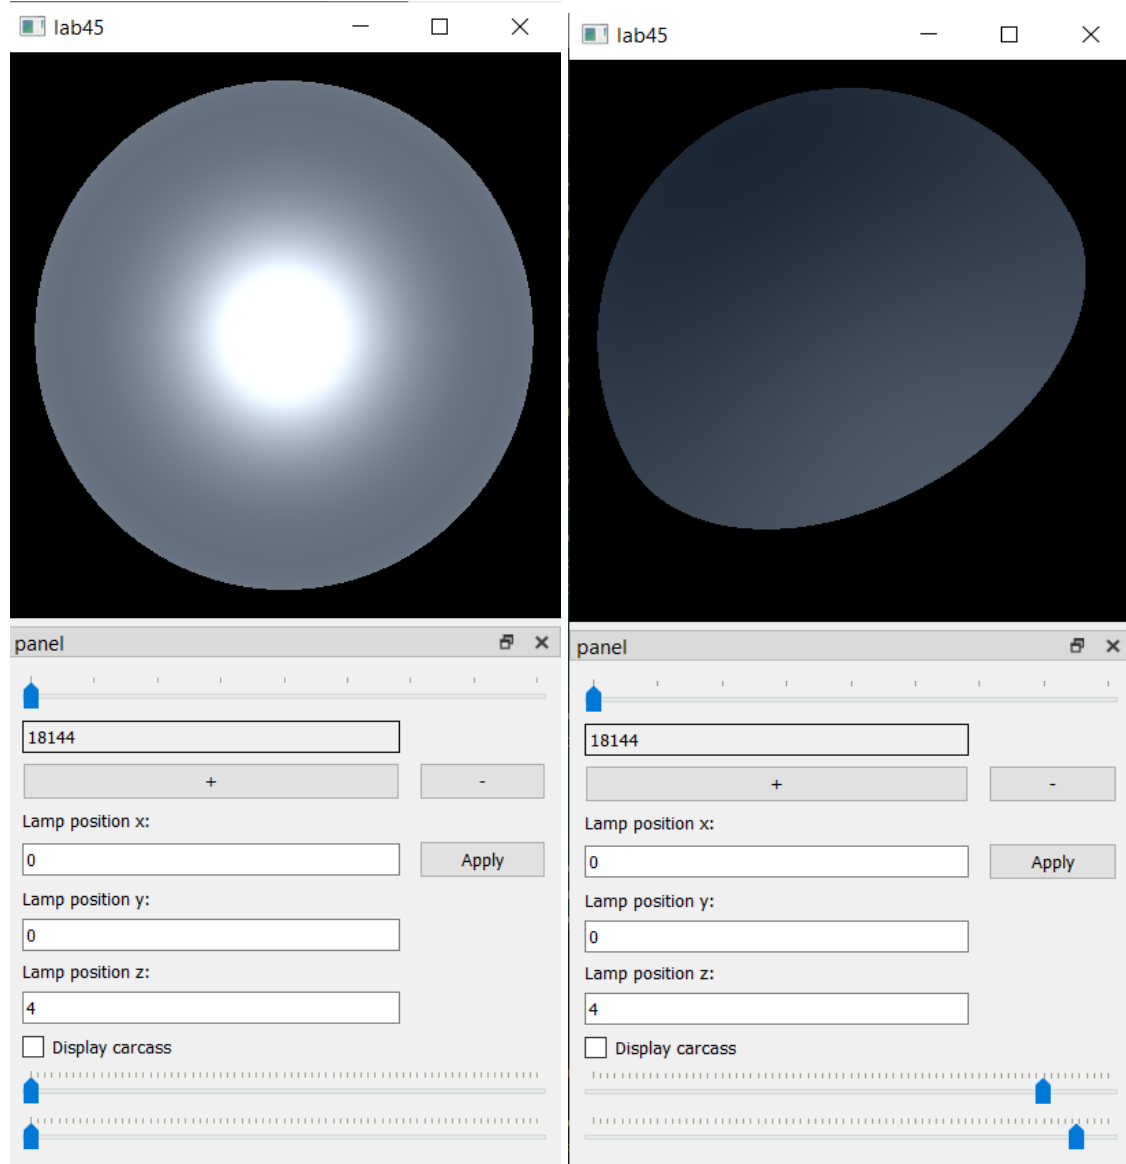 lab45
panel
18144
+ -
Lamp position x:
0 Apply
Lamp position y:
0
Lamp position z:
4
Display carcass
lab45
panel
18144
+ -
Lamp position x:
0 Apply
Lamp position y:
0
Lamp position z:
4
Display carcass